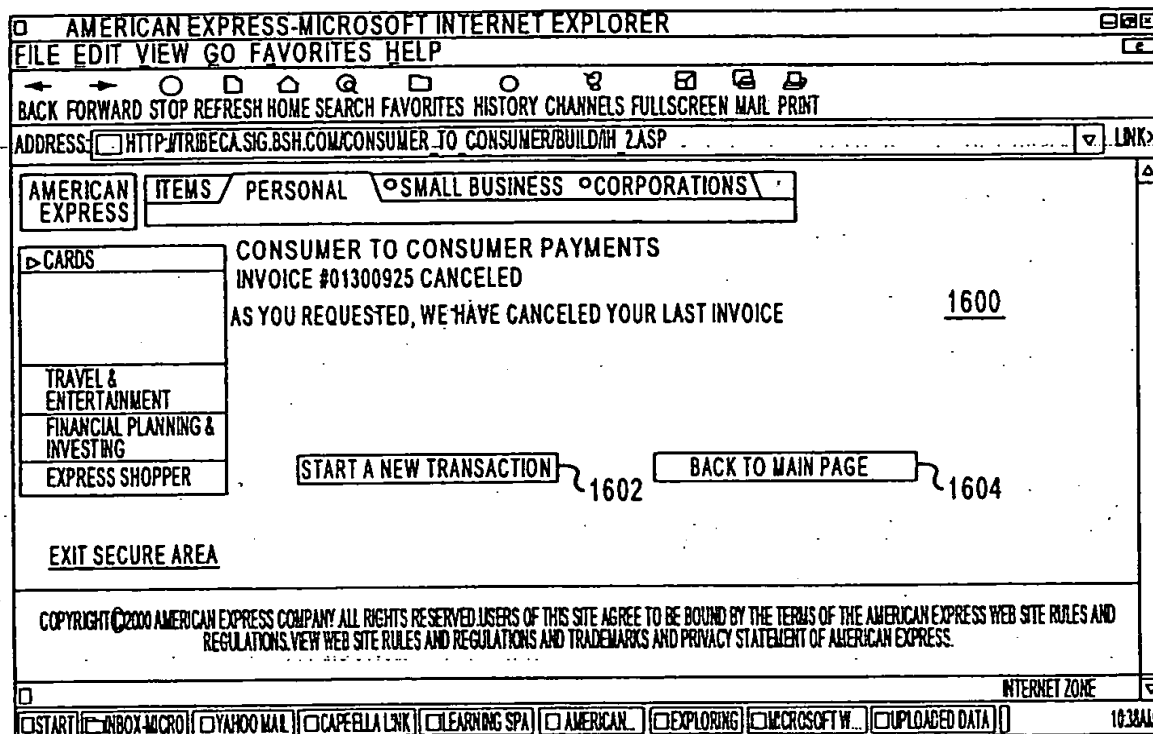 AMERICAN EXPRESS-MICROSOFT INTERNET EXPLORER
FILE EDIT VIEW GO FAVORITES HELP
BACK FORWARD STOP REFRESH HOME SEARCH FAVORITES HISTORY CHANNELS FULLSCREEN MAIL PRINT
ADDRESS: HTTP://TRIBECA.SIG.BSH.COM/CONSUMER_TO_CONSUMER/BUILD/IH_2.ASP LINK>
AMERICAN EXPRESS
ITEMS PERSONAL SMALL BUSINESS CORPORATIONS
CARDS
CONSUMER TO CONSUMER PAYMENTS
INVOICE #01300925 CANCELED
AS YOU REQUESTED, WE HAVE CANCELED YOUR LAST INVOICE
1600
TRAVEL &
ENTERTAINMENT
FINANCIAL PLANNING &
INVESTING
EXPRESS SHOPPER
START A NEW TRANSACTION 1602
BACK TO MAIN PAGE 1604
EXIT SECURE AREA
COPYRIGHT©2000 AMERICAN EXPRESS COMPANY ALL RIGHTS RESERVED.USERS OF THIS SITE AGREE TO BE BOUND BY THE TERMS OF THE AMERICAN EXPRESS WEB SITE RULES AND
REGULATIONS.VIEW WEB SITE RULES AND REGULATIONS AND TRADEMARKS AND PRIVACY STATEMENT OF AMERICAN EXPRESS.
INTERNET ZONE
START INBOX-MICRO YAHOO MAIL CAPEELLA LINK LEARNING SPA AMERICAN... EXPLORING MICROSOFT W... UPLOADED DATA 10:38AM